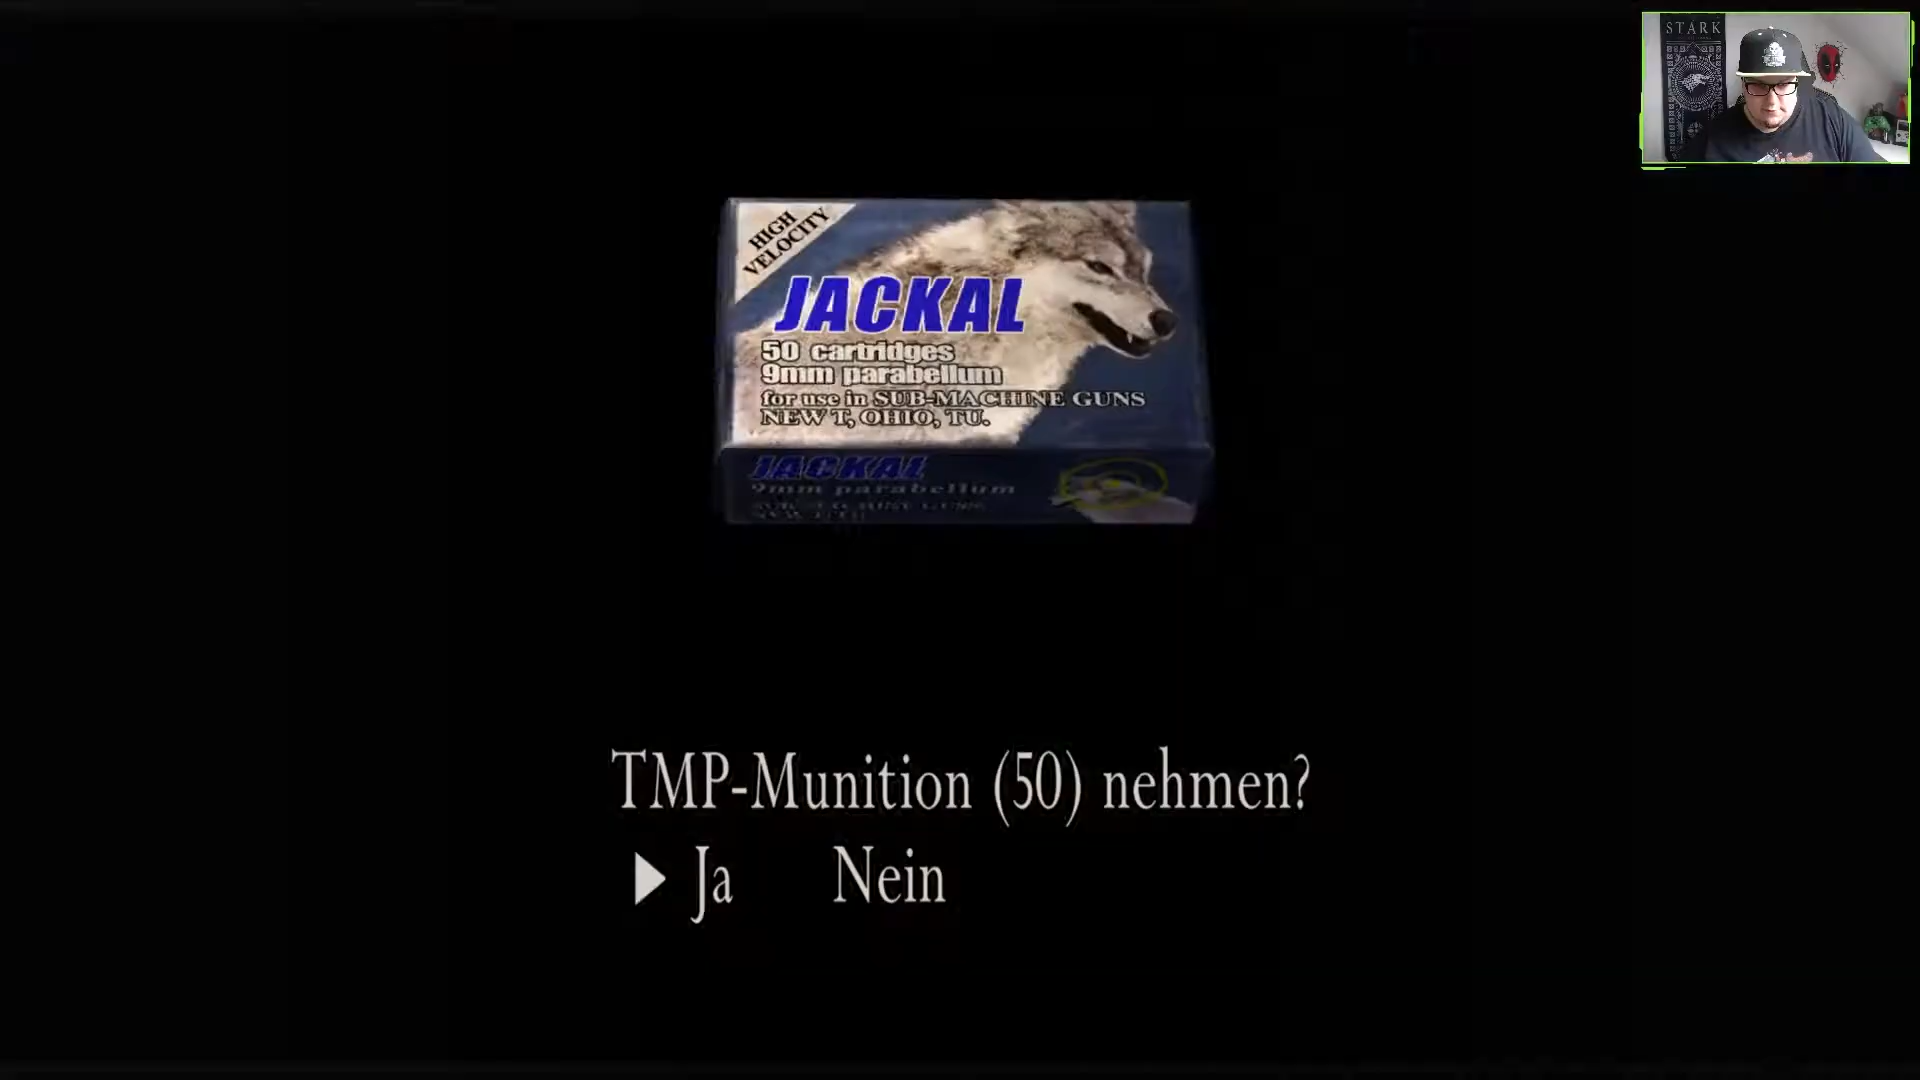 STARK
HIGH
VELOCITY
JACKAL
50 cartridges
9mm parabellum
for use in SUB-MACHINE GUNS
NEW T, OHIO, TU.
JACKAL
9mm parabellum
TMP-Munition (50) nehmen?
Ja Nein